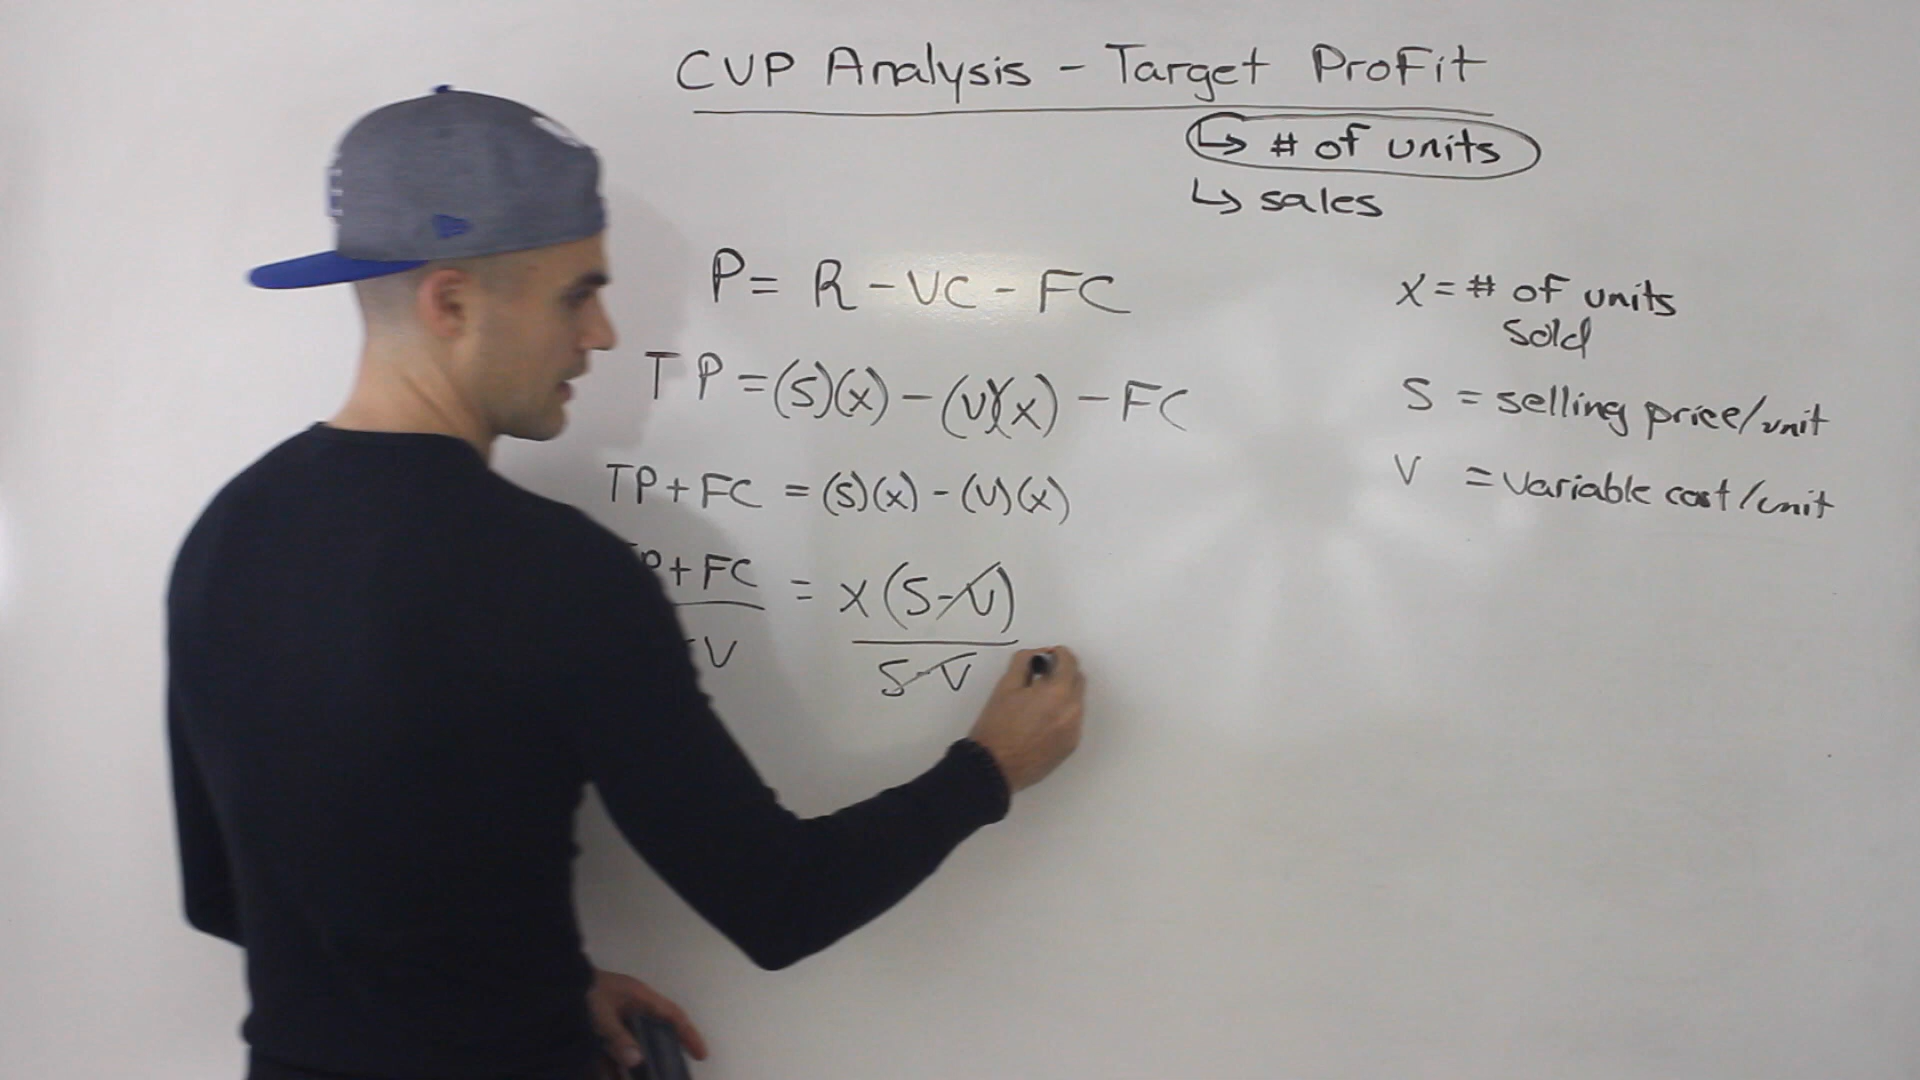 CVP Analysis - Target Profit
↳ # of units
↳ sales
P = R - VC - FC
x = # of units
sold
TP = (S)(x) - (V)(x) - FC
S = selling price/unit
TP + FC = (S)(x) - (V)(x)
V = variable cost/unit
P + FC = x(S-V)
-V S-V